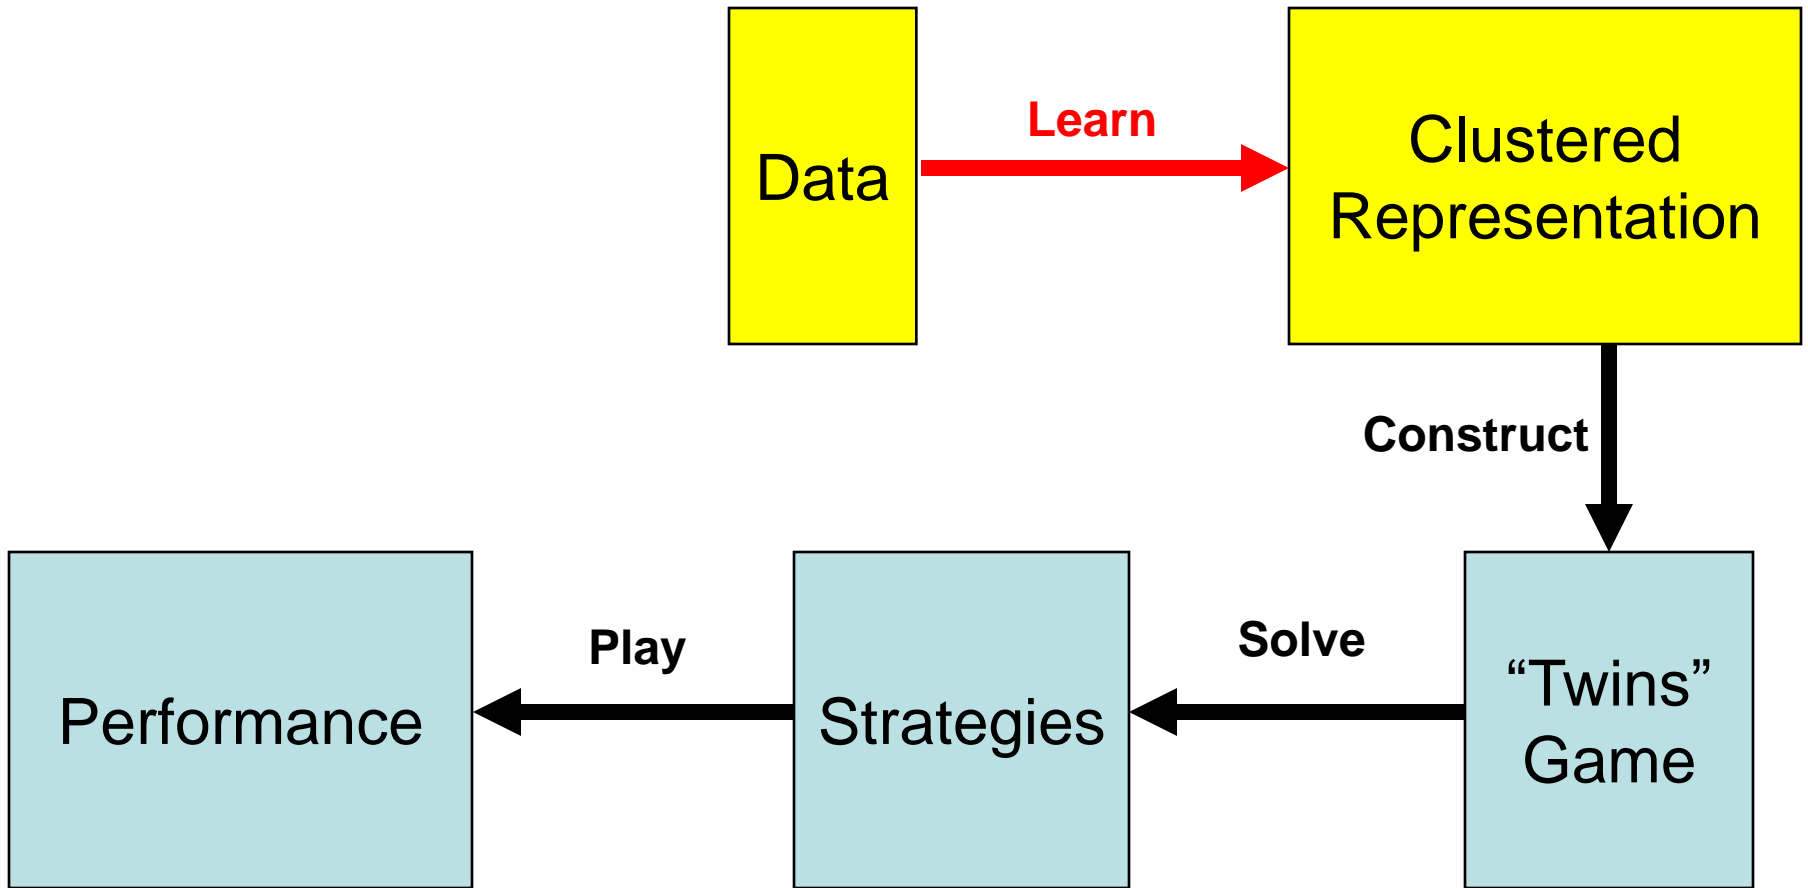 Data
Learn
Clustered
Representation
Construct
“Twins”
Game
Solve
Strategies
Play
Performance